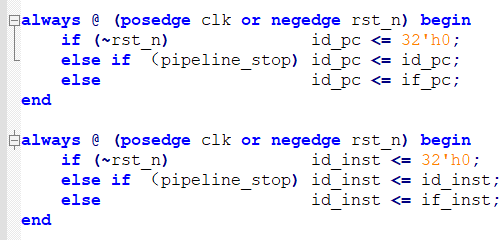 always @ (posedge clk or negedge rst_n) begin
    if (~rst_n)              id_pc <= 32'h0;
    else if （pipeline_stop) id_pc <= id_pc;
    else                     id_pc <= if_pc;
end

always @ (posedge clk or negedge rst_n) begin
    if (~rst_n)              id_inst <= 32'h0;
    else if （pipeline_stop) id_inst <= id_inst;
    else                     id_inst <= if_inst;
end